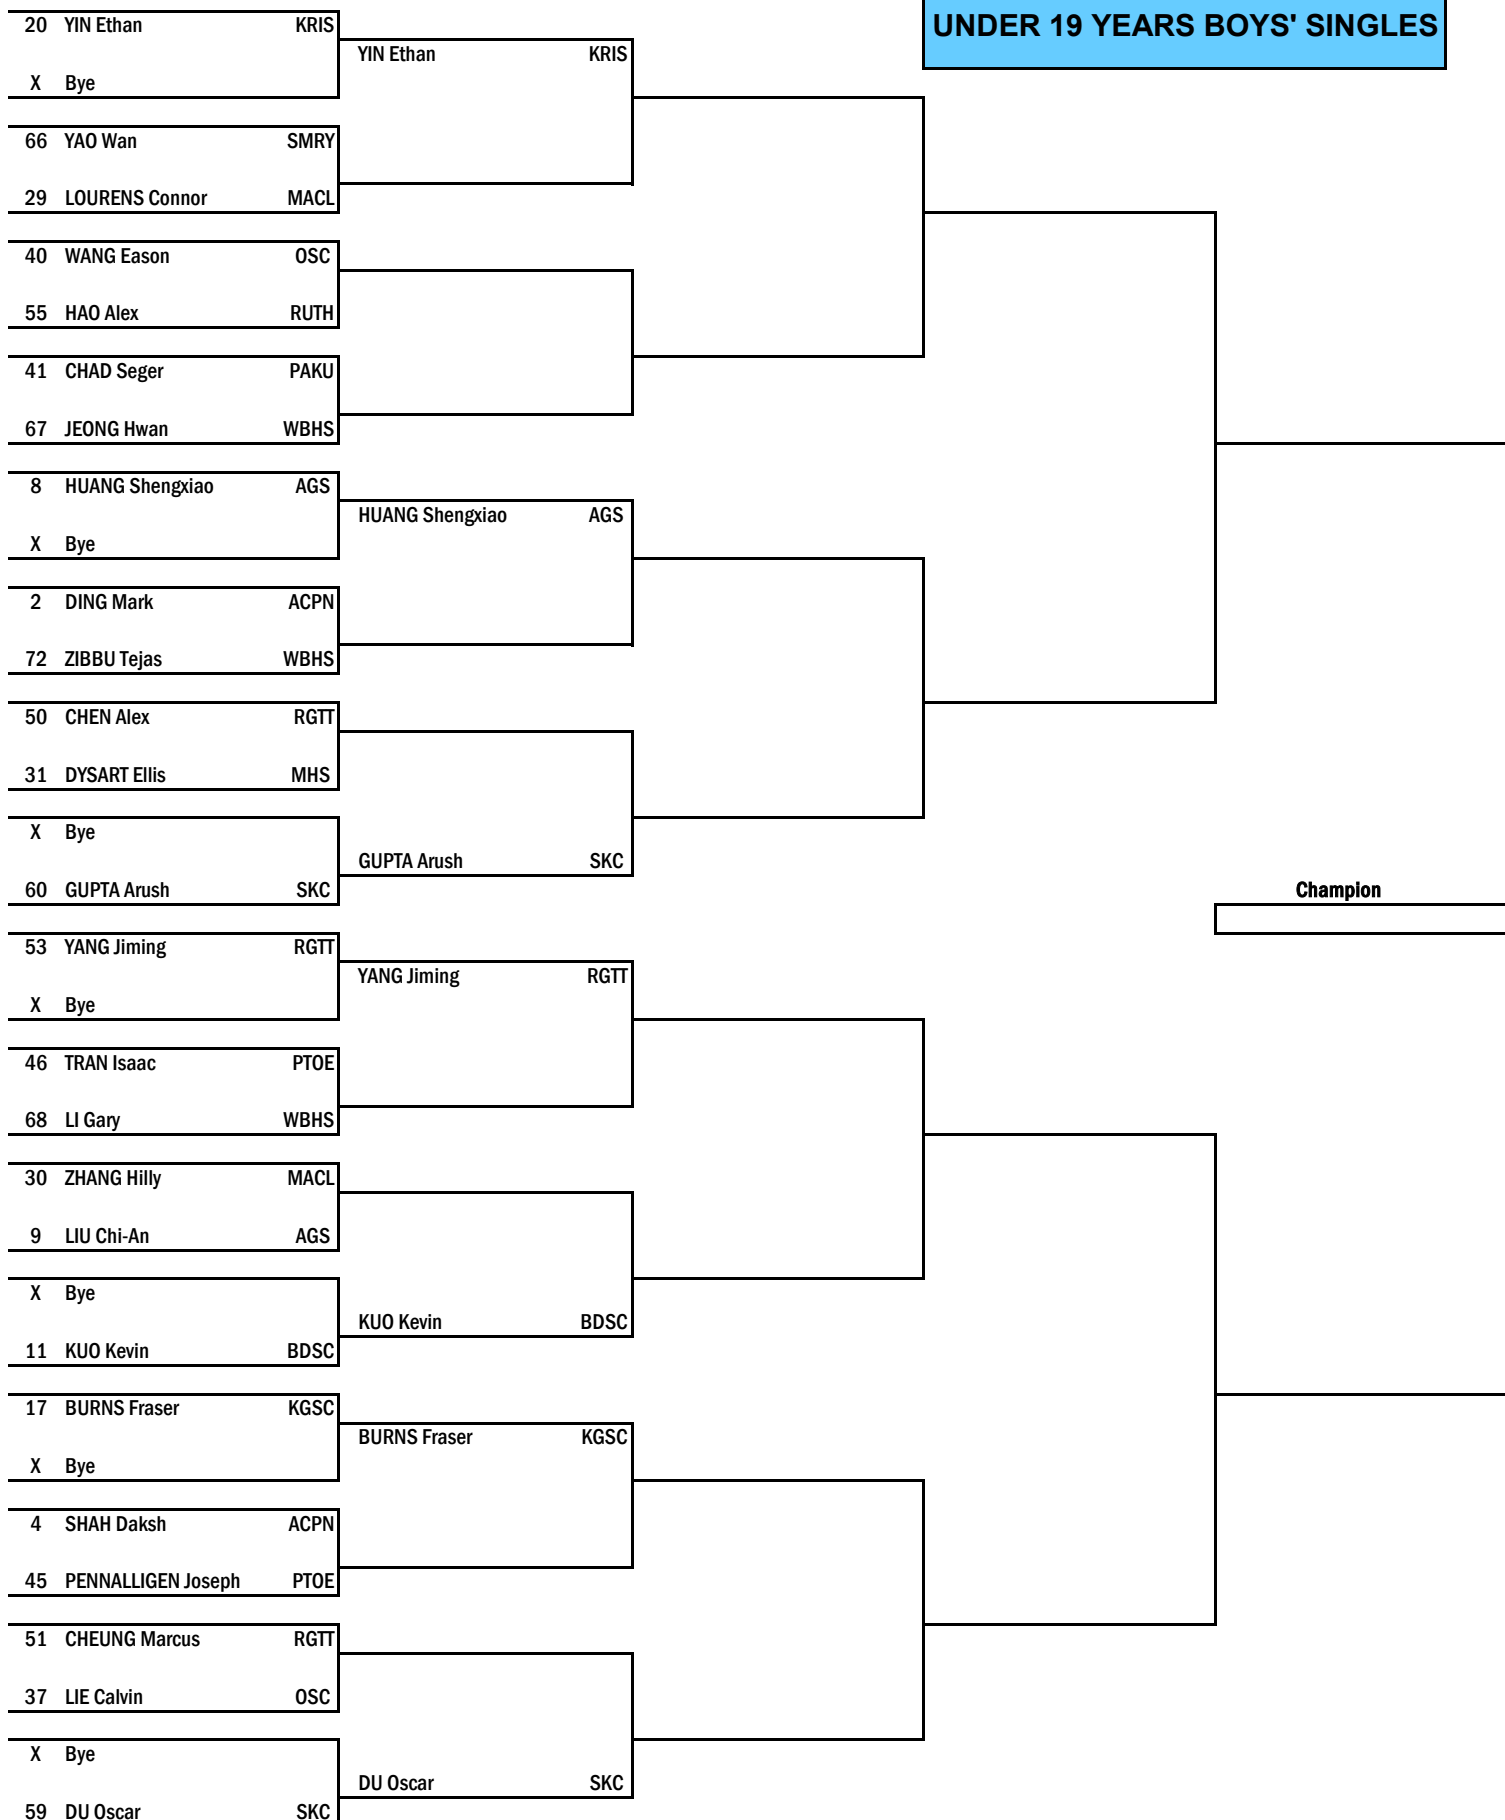 UNDER 19 YEARS BOYS' SINGLES
20 YIN Ethan KRIS
YIN Ethan KRIS
X Bye
66 YAO Wan SMRY
29 LOURENS Connor MACL
40 WANG Eason OSC
55 HAO Alex RUTH
41 CHAD Seger PAKU
67 JEONG Hwan WBHS
8 HUANG Shengxiao AGS
HUANG Shengxiao AGS
X Bye
2 DING Mark ACPN
72 ZIBBU Tejas WBHS
50 CHEN Alex RGTT
31 DYSART Ellis MHS
X Bye
GUPTA Arush SKC
60 GUPTA Arush SKC
Champion
53 YANG Jiming RGTT
YANG Jiming RGTT
X Bye
46 TRAN Isaac PTOE
68 LI Gary WBHS
30 ZHANG Hilly MACL
9 LIU Chi-An AGS
X Bye
KUO Kevin BDSC
11 KUO Kevin BDSC
17 BURNS Fraser KGSC
BURNS Fraser KGSC
X Bye
4 SHAH Daksh ACPN
45 PENNALLIGEN Joseph PTOE
51 CHEUNG Marcus RGTT
37 LIE Calvin OSC
X Bye
DU Oscar SKC
59 DU Oscar SKC